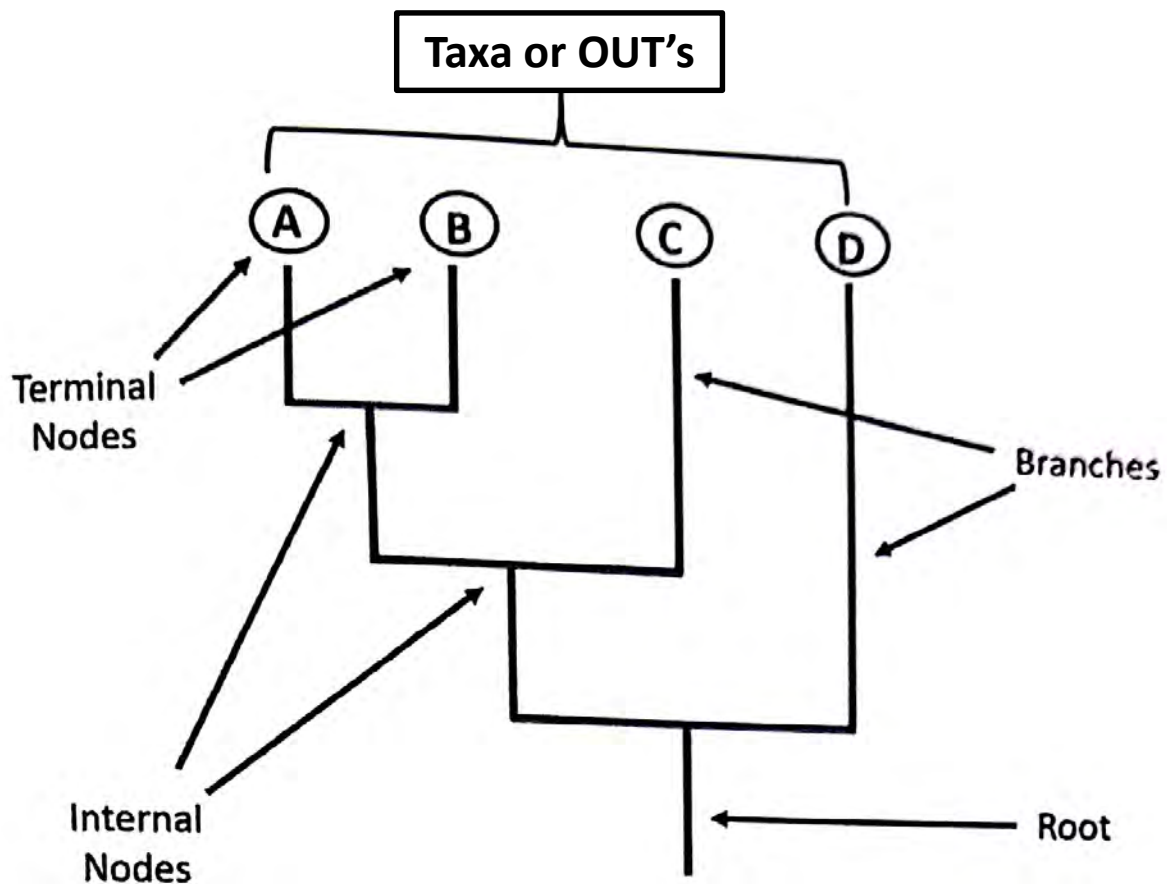 Taxa or OUT's
A
B
C
D
Terminal
Nodes
Branches
Internal
Nodes
Root